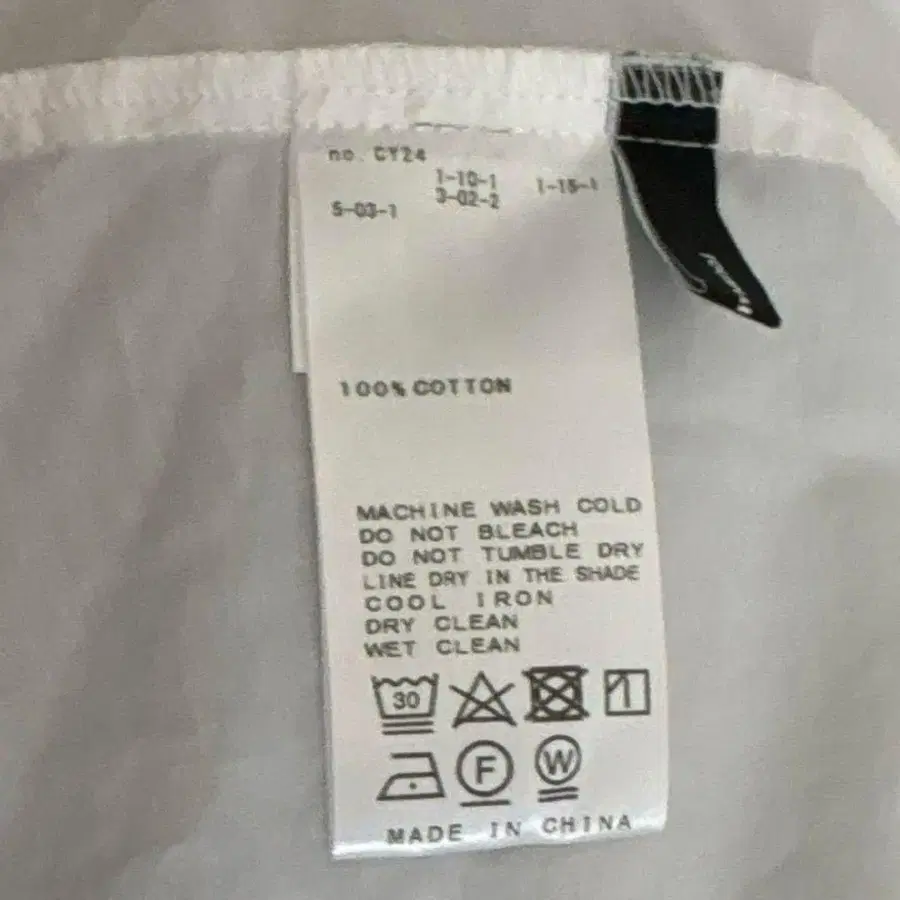 no. CY24
1-10-1 1-15-1
3-02-2
5-03-1
100% COTTON
MACHINE WASH COLD
DO NOT BLEACH
DO NOT TUMBLE DRY
LINE DRY IN THE SHADE
COOL IRON
DRY CLEAN
WET CLEAN
30
F W
MADE IN CHINA